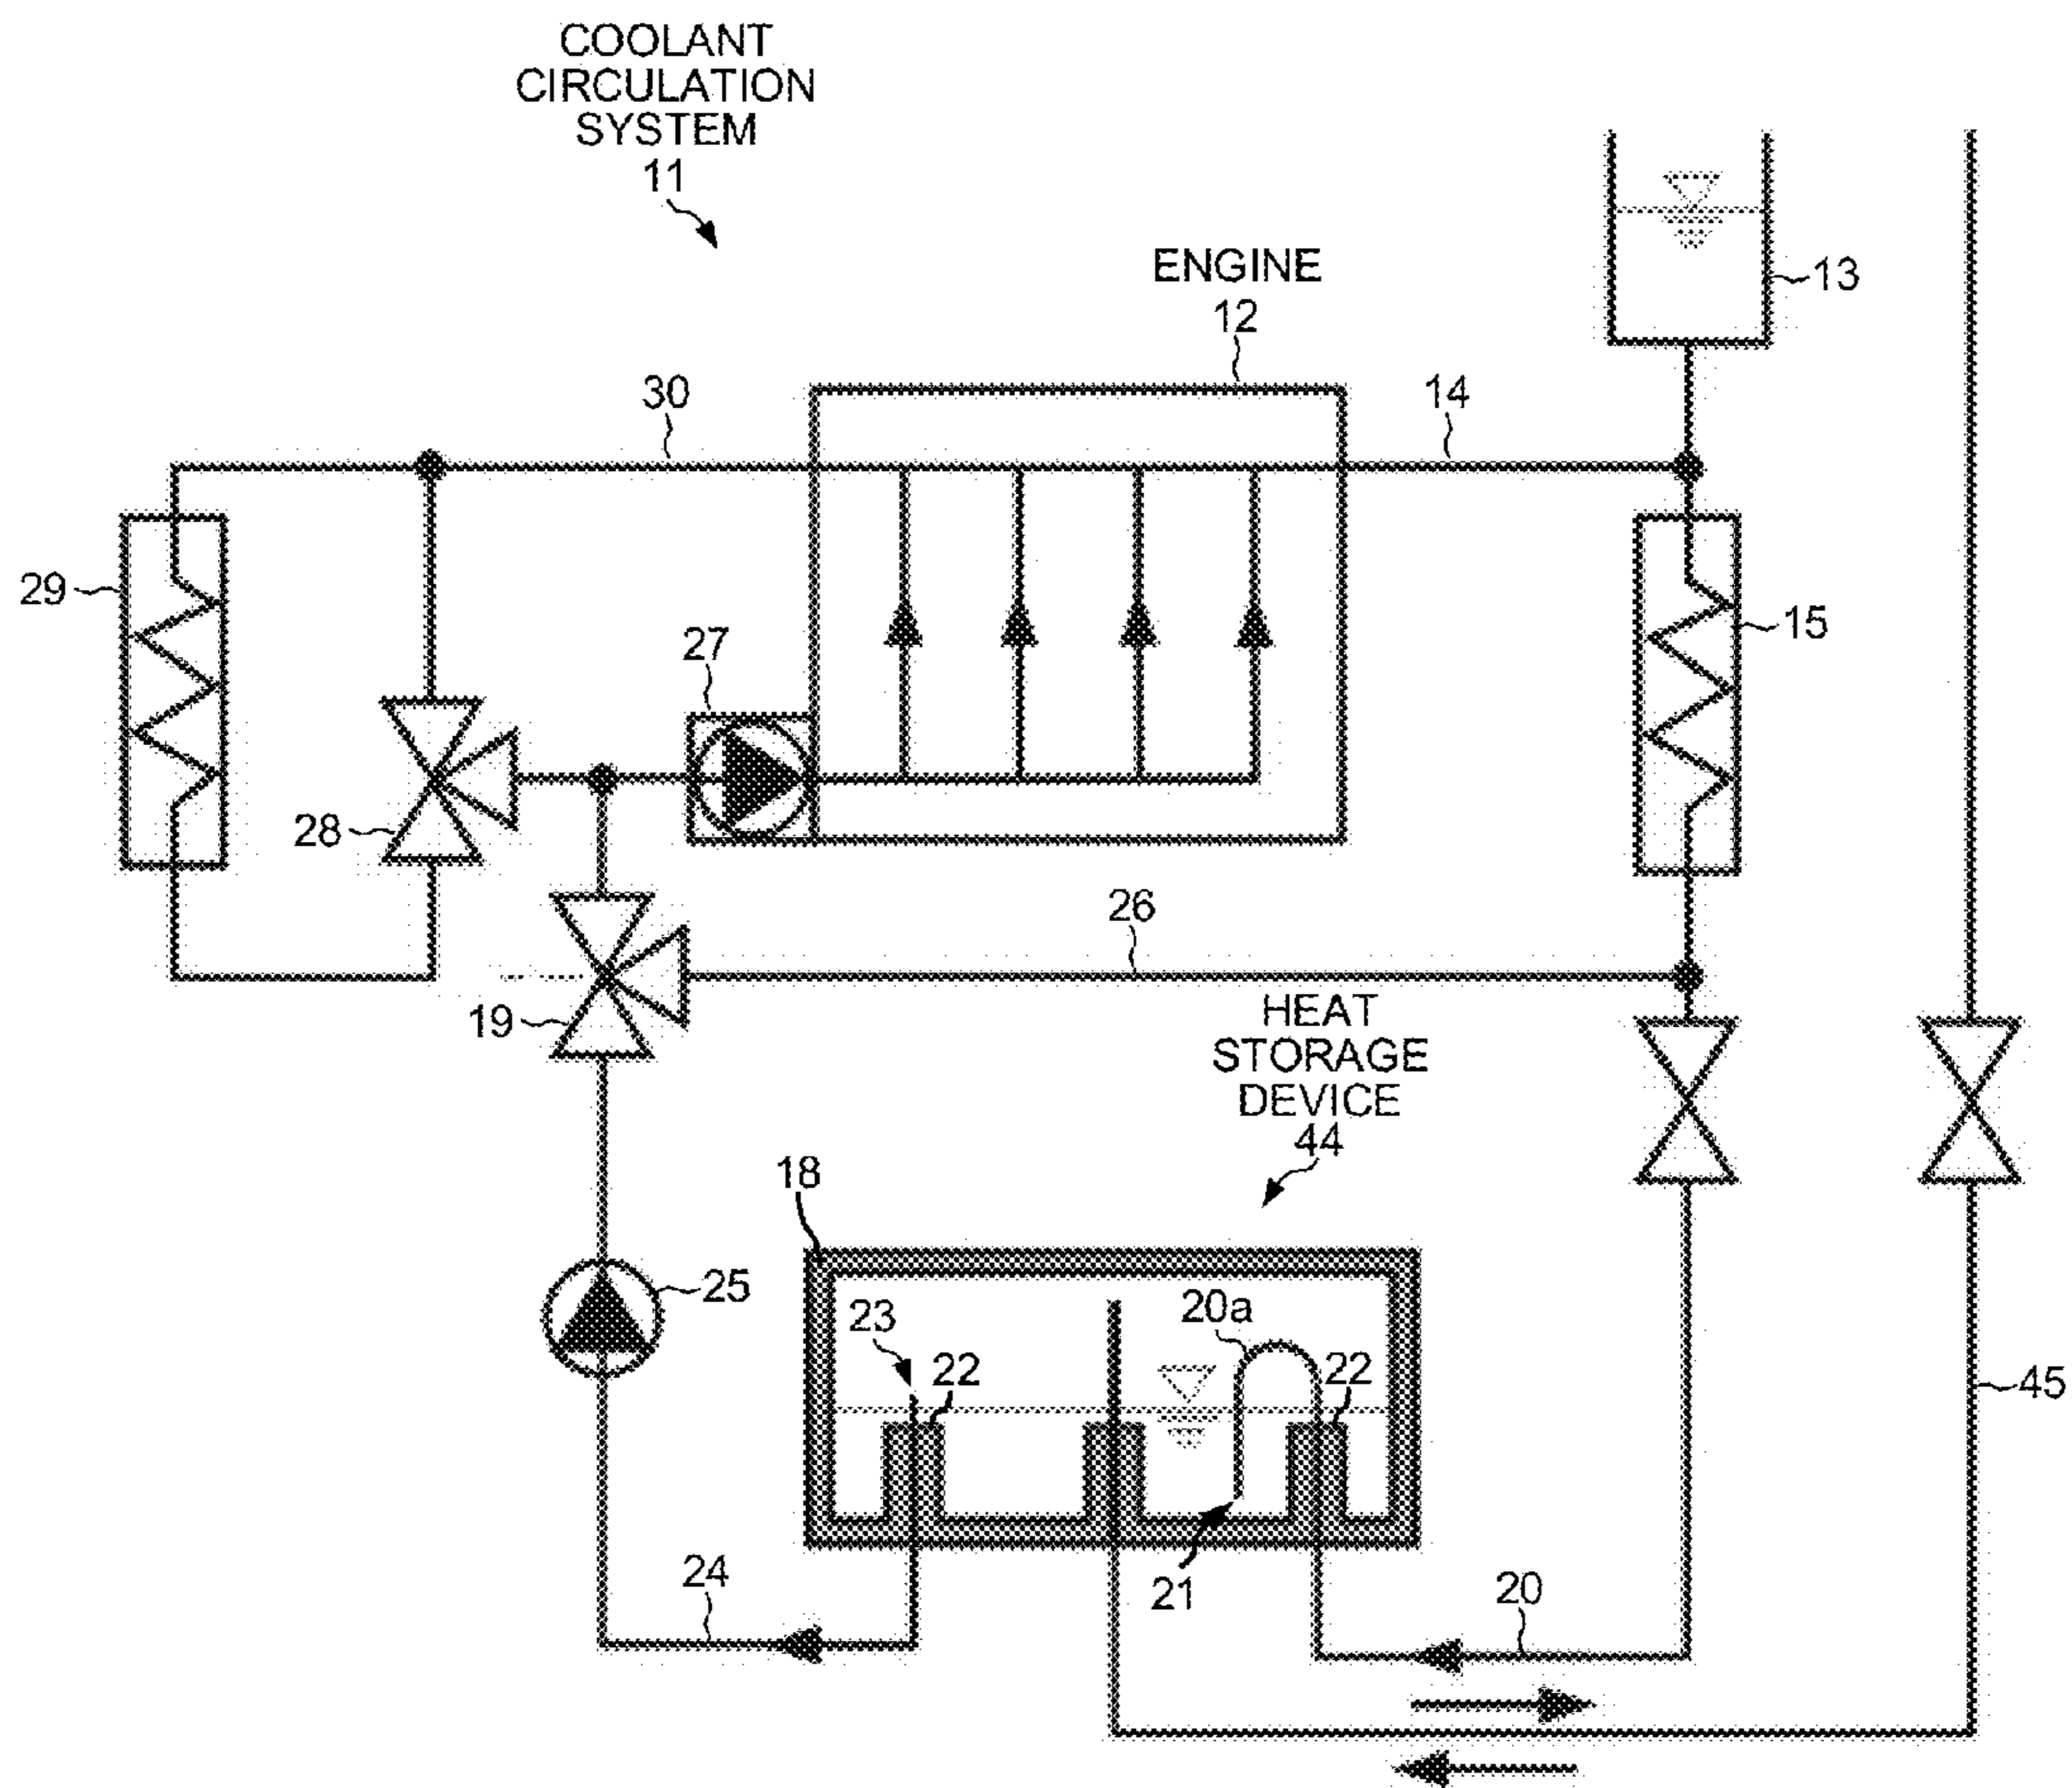 COOLANT
CIRCULATION
SYSTEM
11
ENGINE
12
13
30
14
29
27
15
28
26
19
HEAT
STORAGE
DEVICE
44
18
25
23
20a
22
22
45
24
21
20